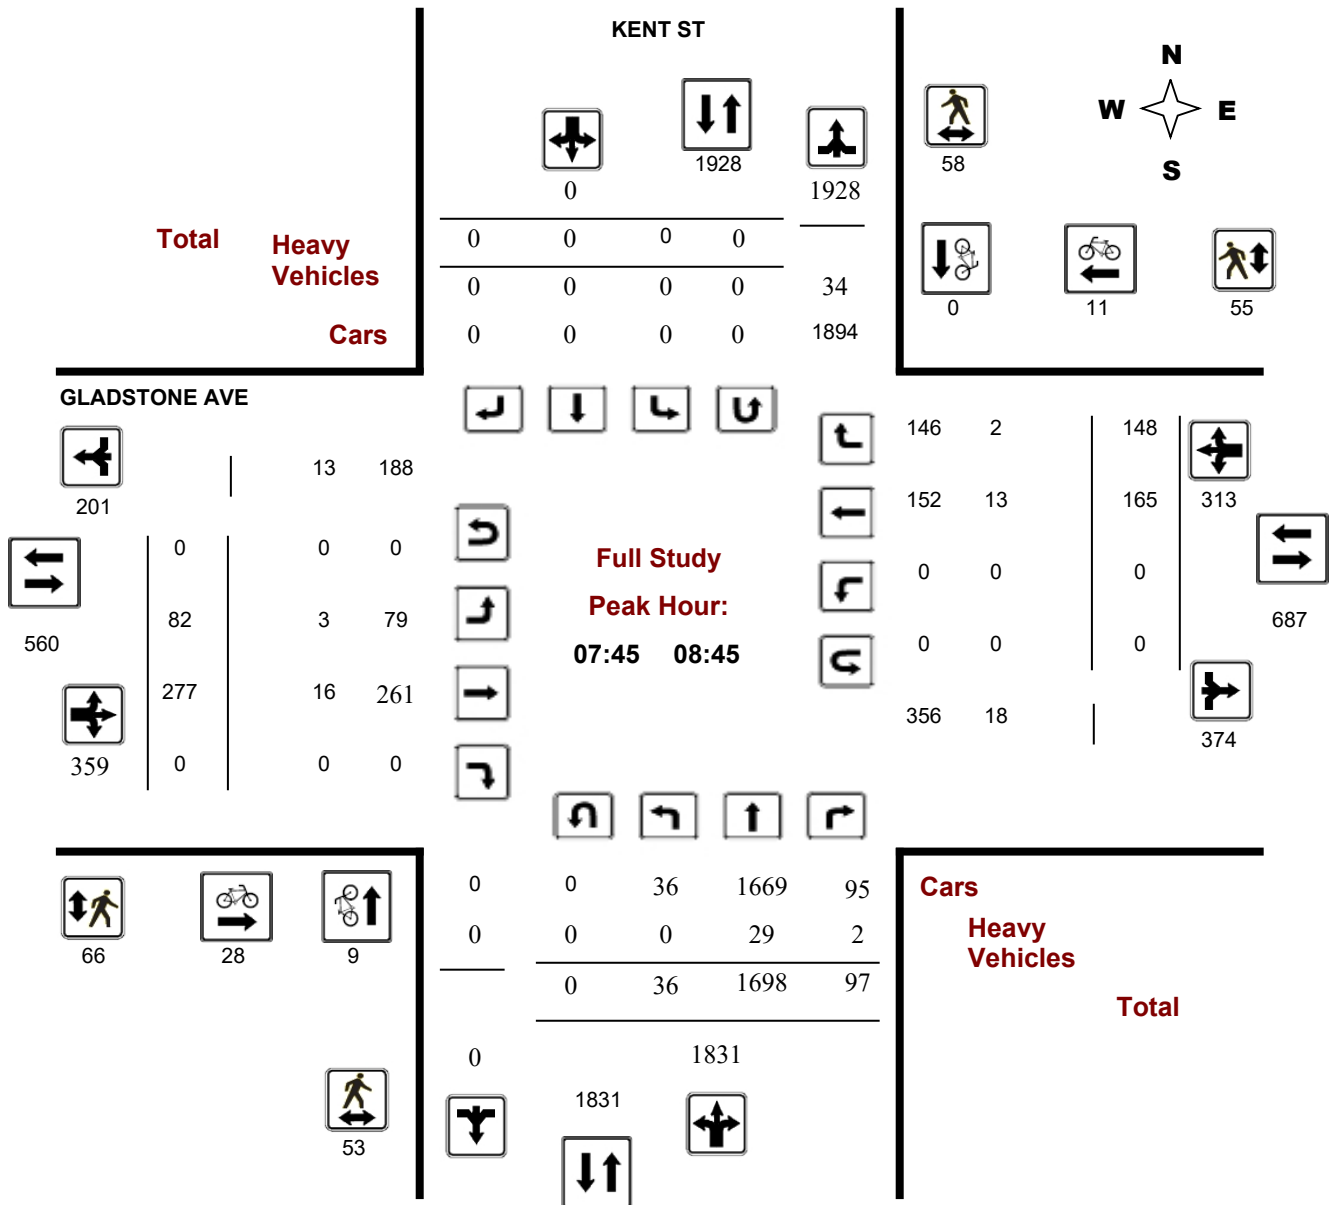 KENT ST
N
W E
S
1928
58
0 1928
Total Heavy Vehicles
0 0 0 0
0 0 0 0 34
0 11 55
Cars 0 0 0 0 1894
GLADSTONE AVE
146 2 148
13 188
201
152 13 165 313
0 0 0
Full Study
0 0 0
Peak Hour:
82 3 79
687
560
07:45 08:45
0 0 0
277 16 261
356 18
374
359 0 0 0
0 0 36 1669 95
Cars
0 0 0 29 2
Heavy Vehicles
66 28 9
0 36 1698 97
Total
0 1831
1831
53